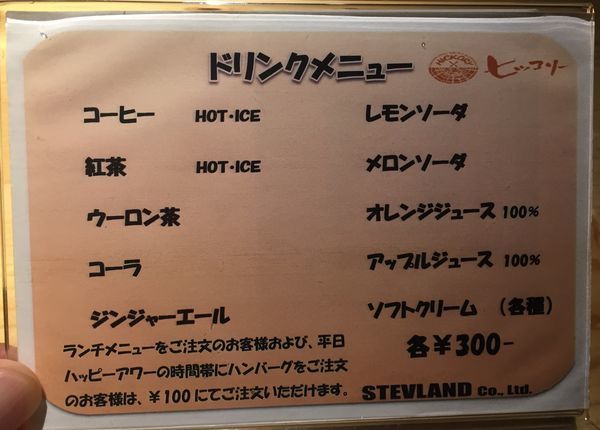 ドリンクメニュー HICKORY ヒッコリー
コーヒー HOT・ICE
紅茶 HOT・ICE
ウーロン茶
コーラ
ジンジャーエール
レモンソーダ
メロンソーダ
オレンジジュース 100%
アップルジュース 100%
ソフトクリーム （各種）
各￥300-
ランチメニューをご注文のお客様および、平日
ハッピーアワーの時間帯にハンバーグをご注文
のお客様は、￥100にてご注文いただけます。
STEVLAND Co., Ltd.